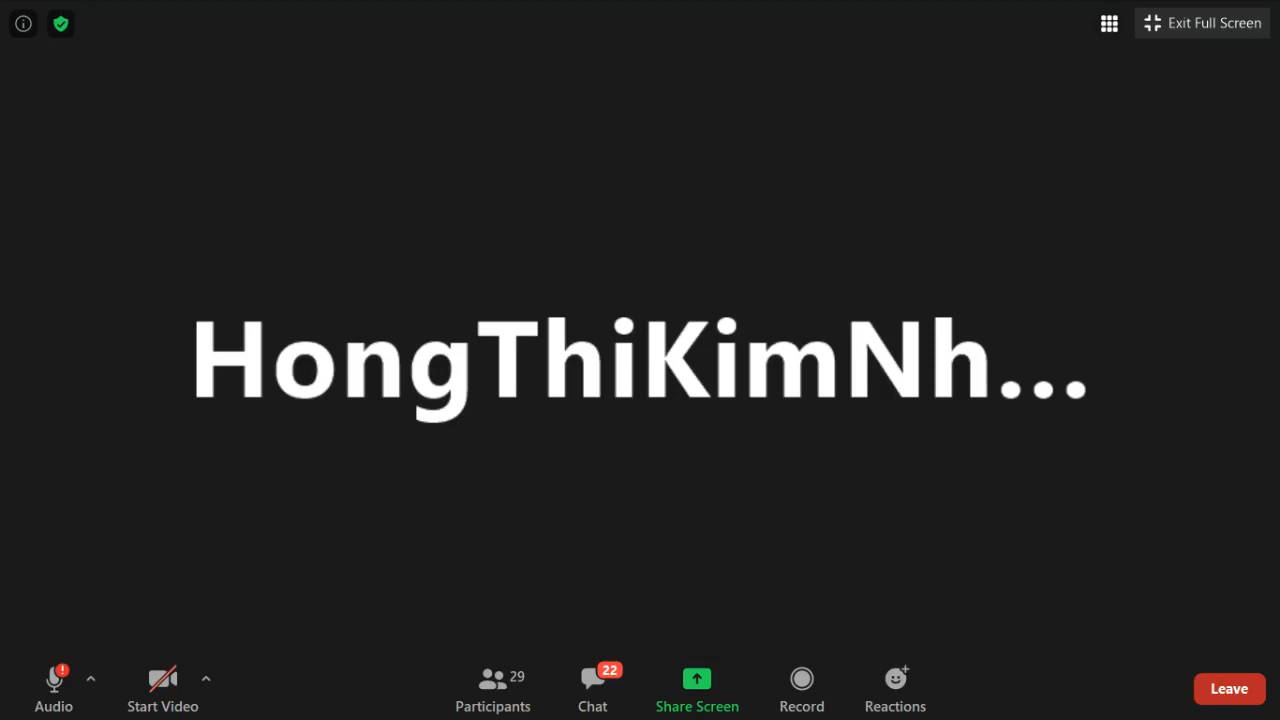 Exit Full Screen
HongThiKimNh...
29
22
Audio
Start Video
Participants
Chat
Share Screen
Record
Reactions
Leave